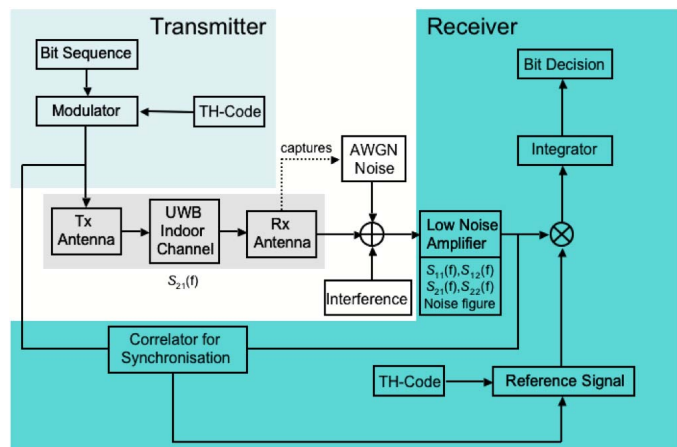 Transmitter
Receiver
Bit Sequence
Bit Decision
Modulator
TH-Code
captures
AWGN
Noise
Integrator
Tx
Antenna
UWB
Indoor
Channel
Rx
Antenna
Low Noise
Amplifier
S21(f)
S11(f),S12(f)
S21(f),S22(f)
Noise figure
Interference
Correlator for
Synchronisation
TH-Code
Reference Signal